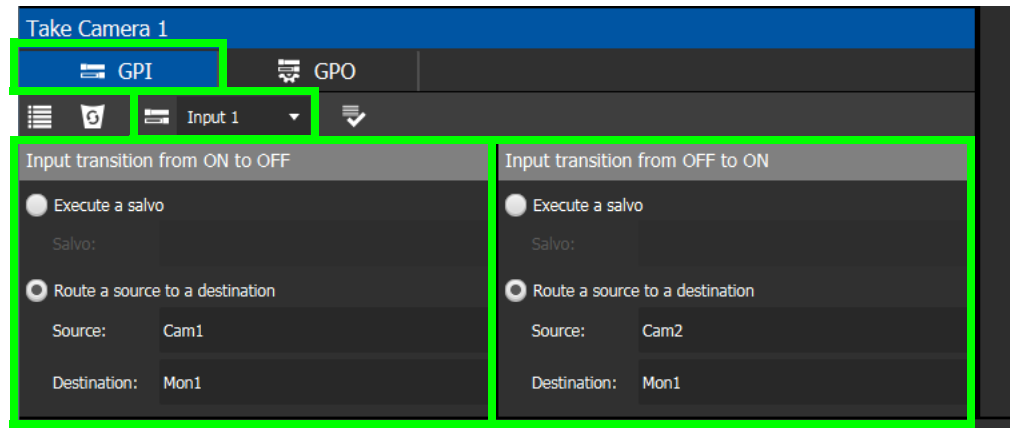 Take Camera 1
GPI
GPO
Input 1
Input transition from ON to OFF
Execute a salvo
Salvo:
Route a source to a destination
Source: Cam1
Destination: Mon1
Input transition from OFF to ON
Execute a salvo
Salvo:
Route a source to a destination
Source: Cam2
Destination: Mon1